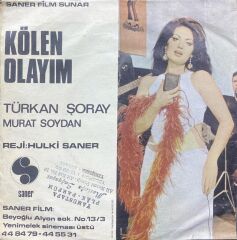 SANER FİLM SUNAR
KÖLEN
OLAYIM
TÜRKAN ŞORAY
MURAT SOYDAN
REJİ: HULKİ SANER
saner
SANER FİLM:
Beyoğlu Alyon sok. No: 13/3
Yenimelek sineması üstü
44 84 79 - 44 55 31